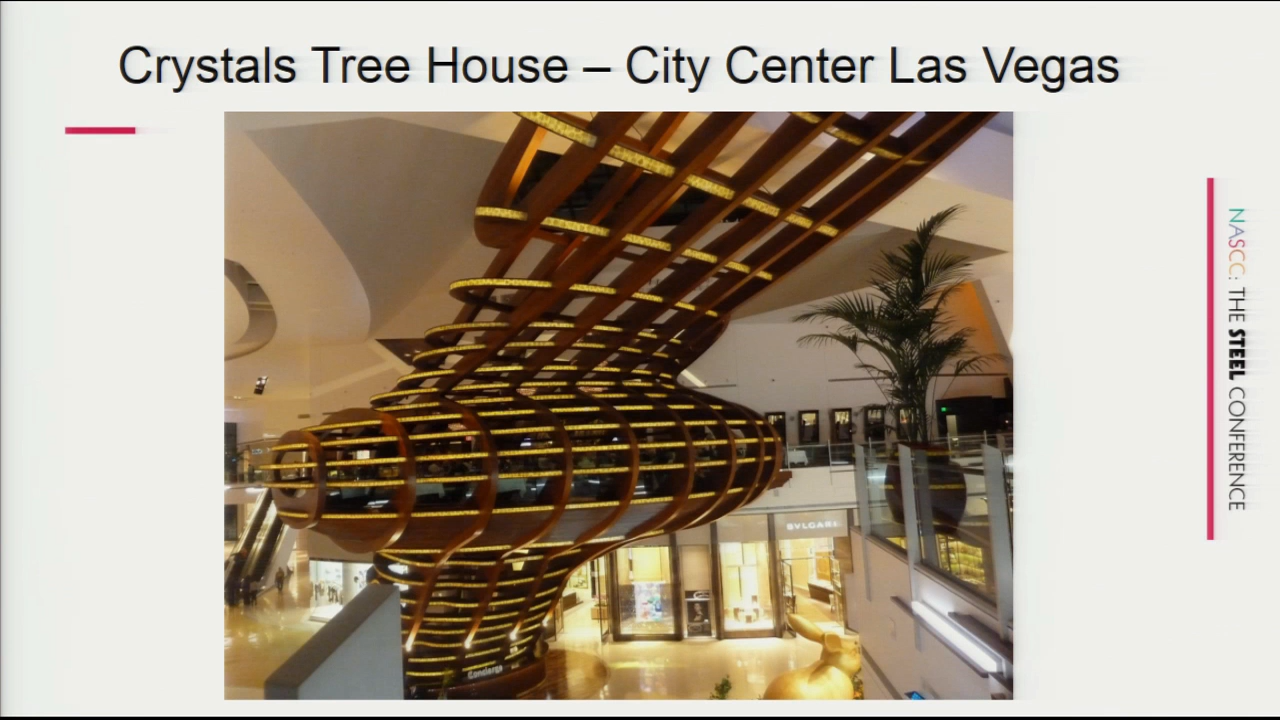 Crystals Tree House – City Center Las Vegas
NASCC: THE STEEL CONFERENCE
BVLGARI
Concierge